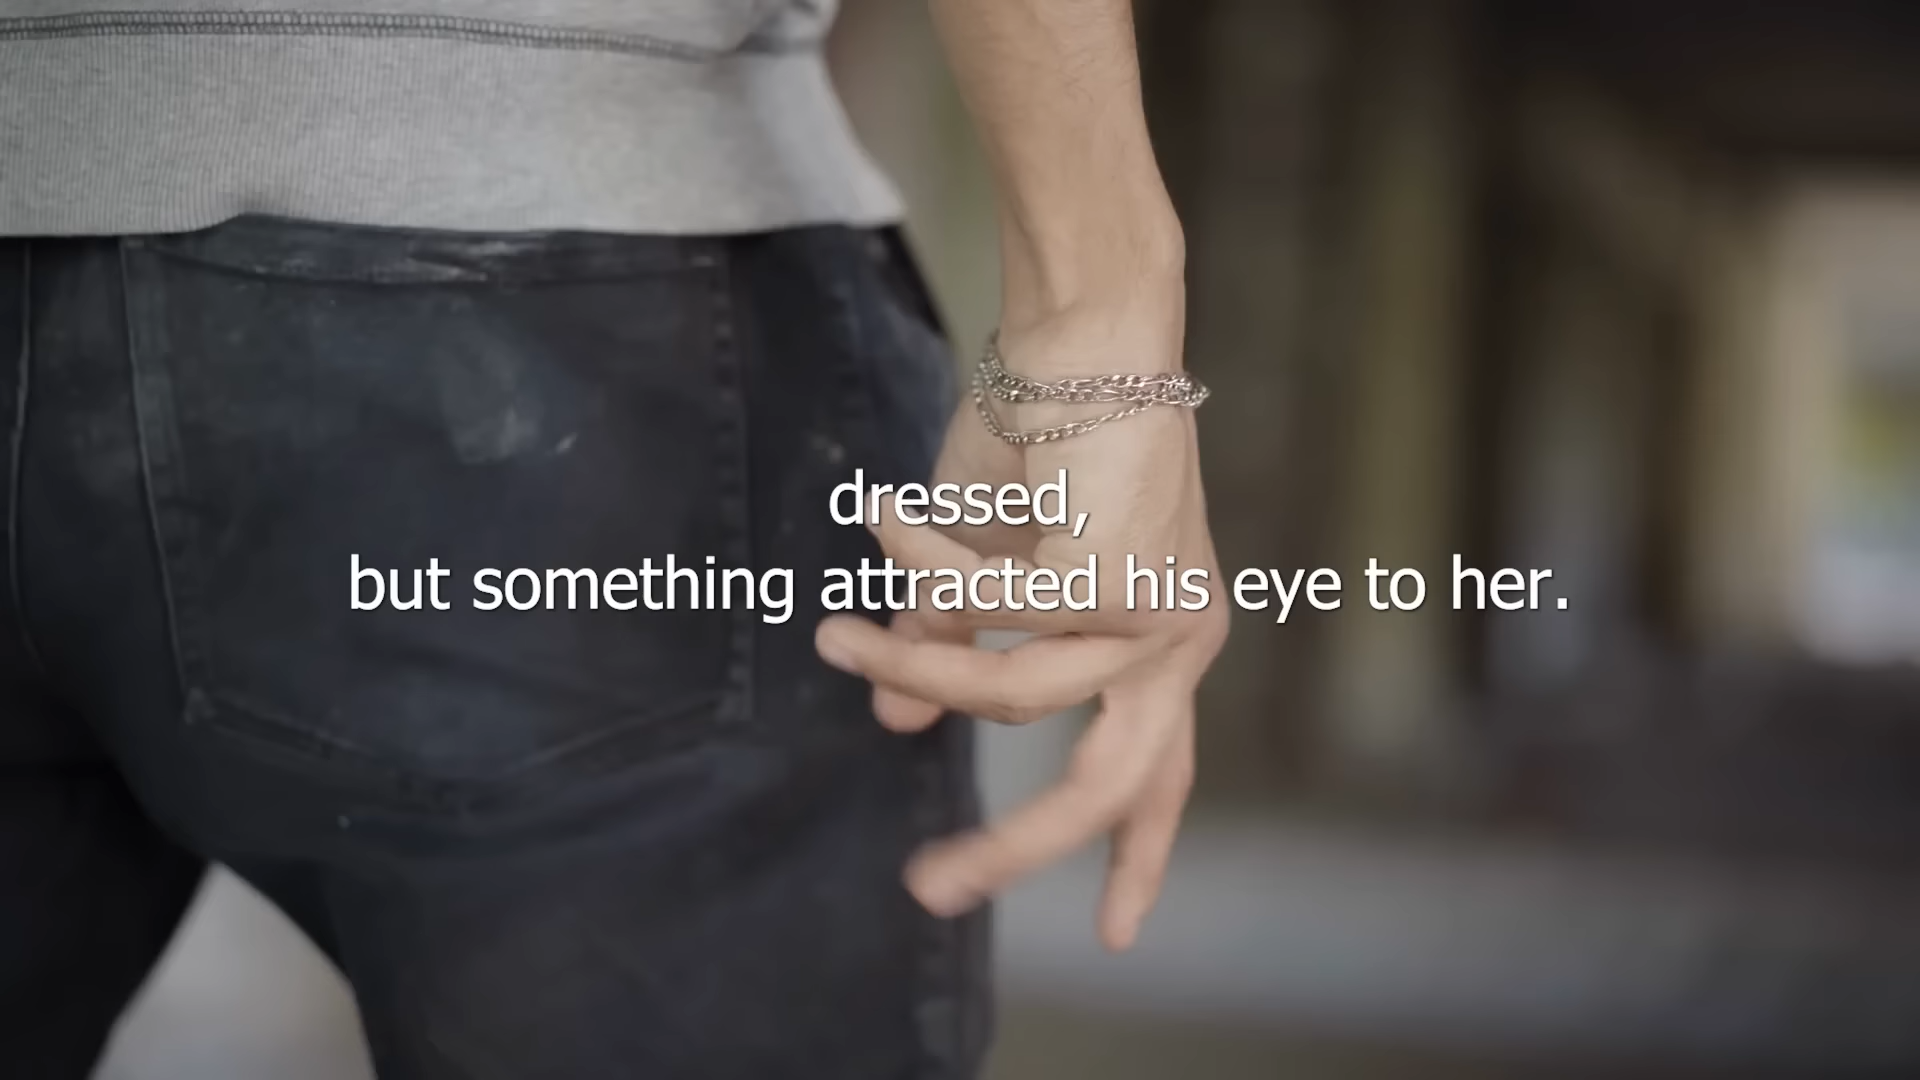 dressed,
but something attracted his eye to her.